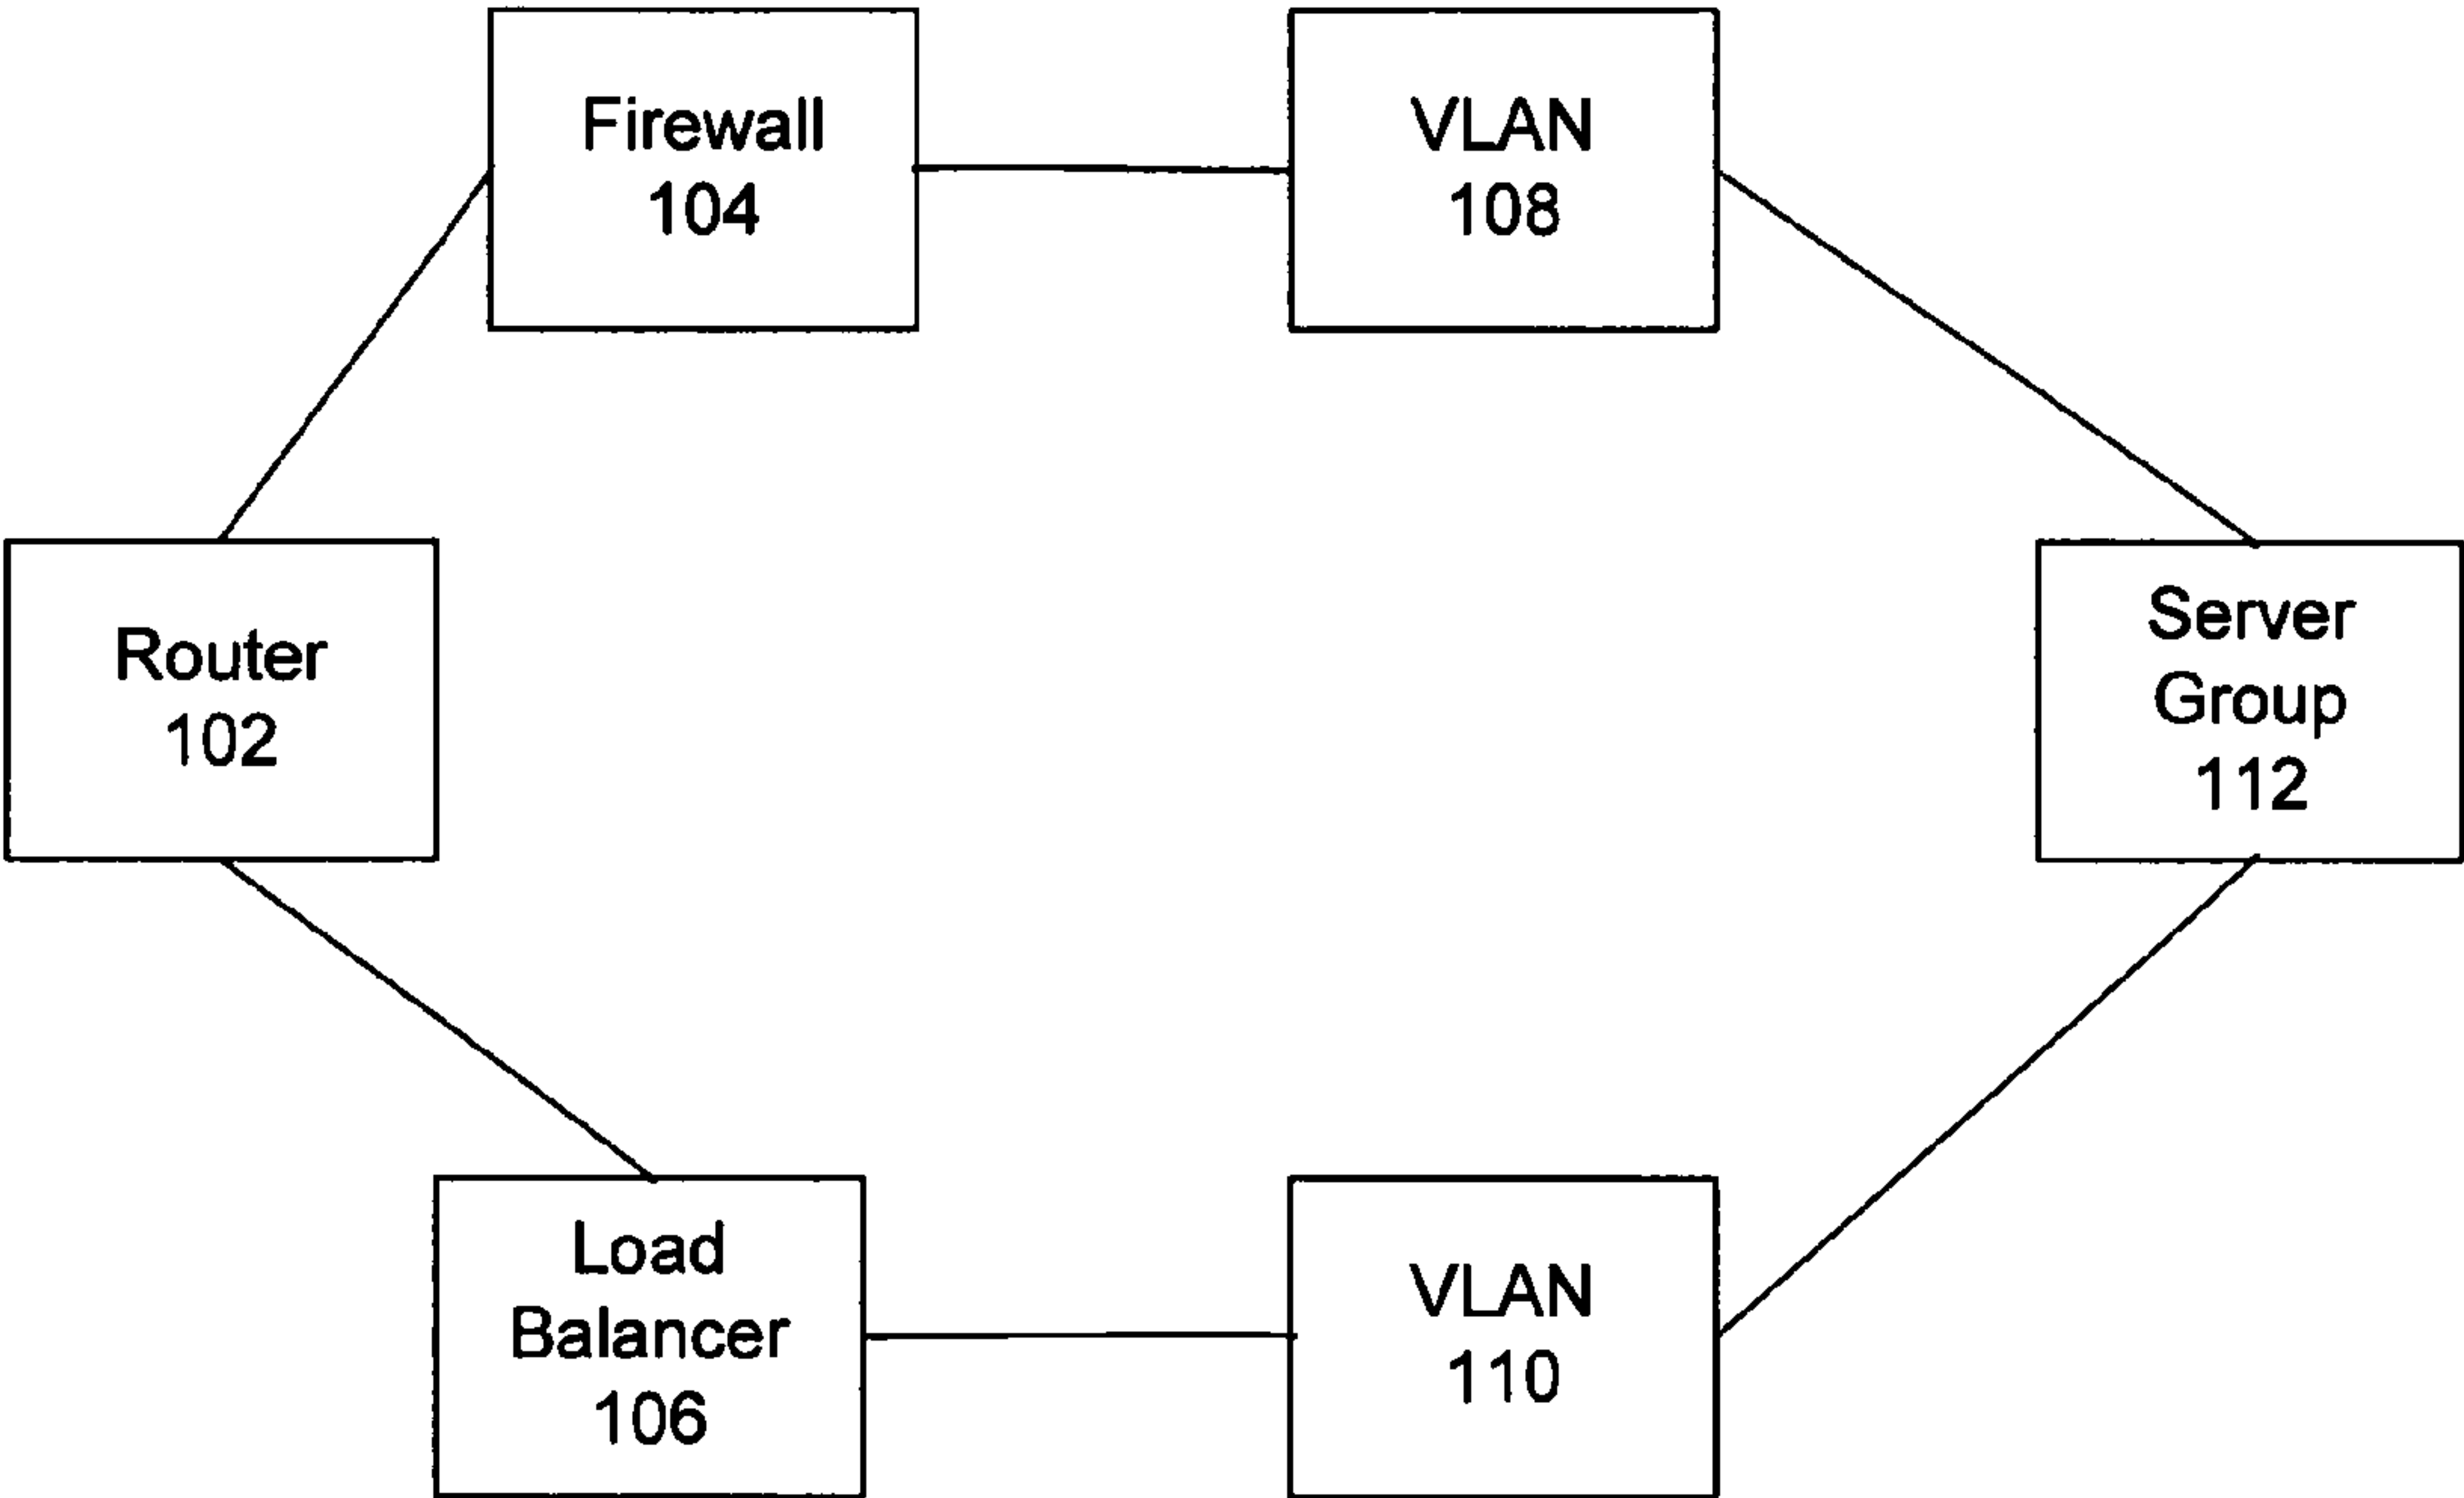 Firewall
104
VLAN
108
Router
102
Server
Group
112
Load
Balancer
106
VLAN
110